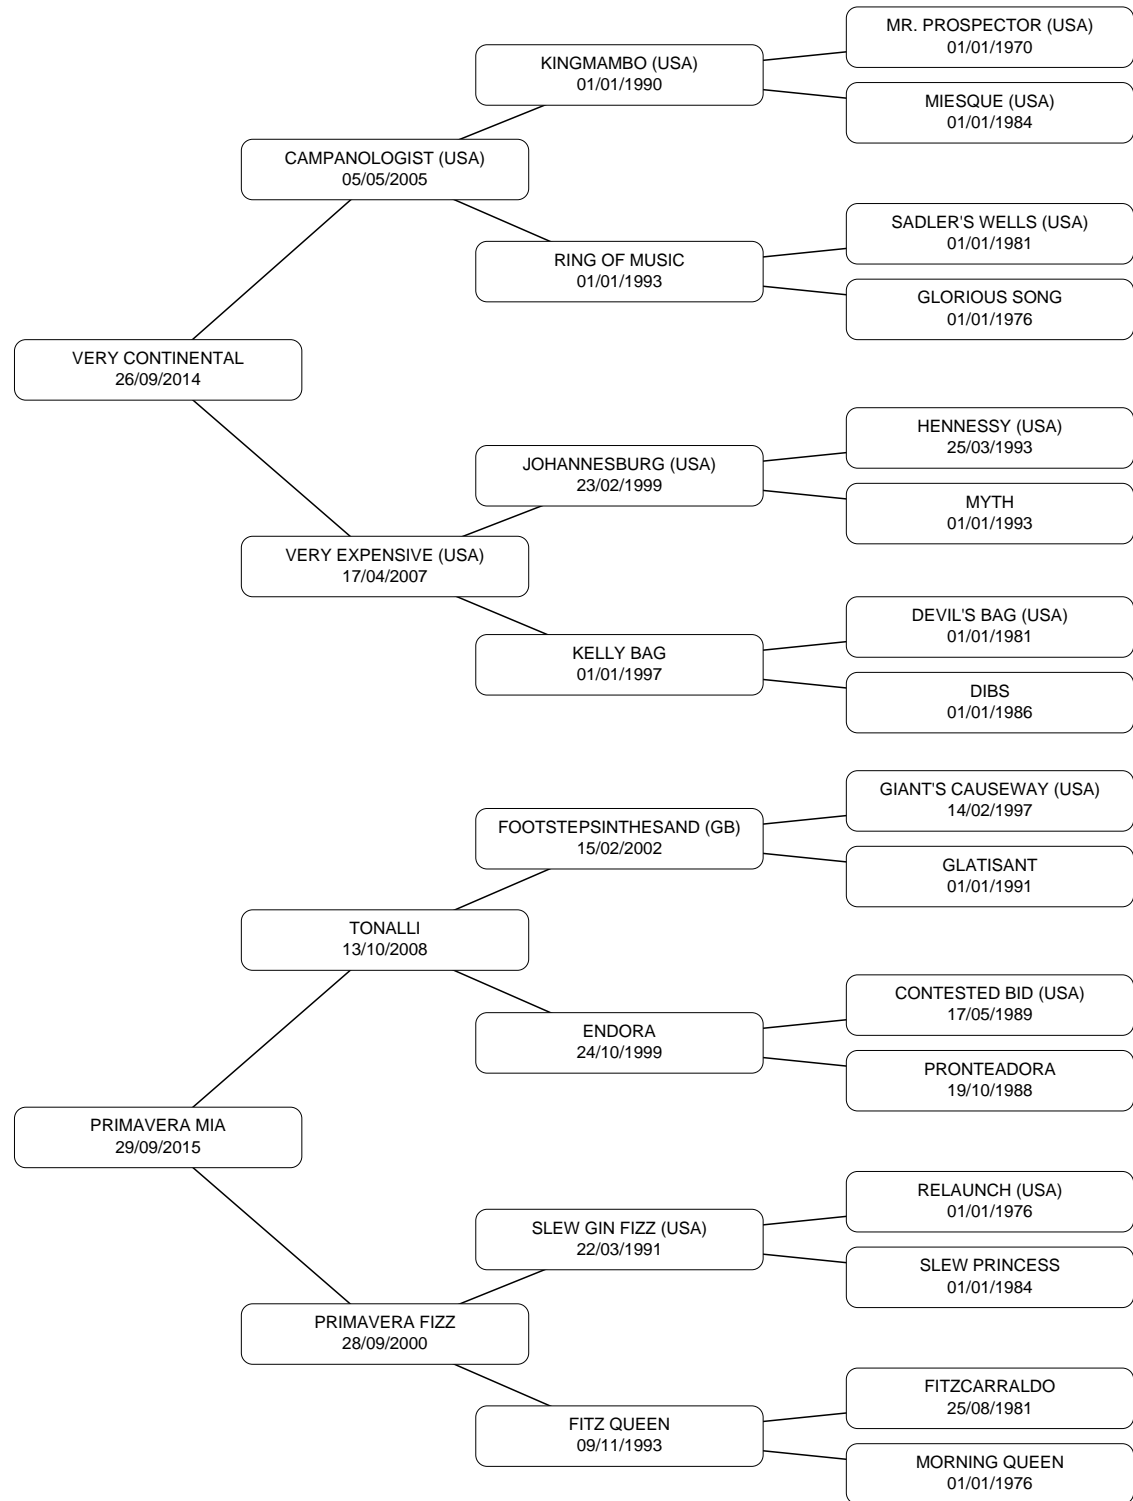 MR. PROSPECTOR (USA)
01/01/1970
KINGMAMBO (USA)
01/01/1990
MIESQUE (USA)
01/01/1984
CAMPANOLOGIST (USA)
05/05/2005
SADLER'S WELLS (USA)
01/01/1981
RING OF MUSIC
01/01/1993
GLORIOUS SONG
01/01/1976
VERY CONTINENTAL
26/09/2014
HENNESSY (USA)
25/03/1993
JOHANNESBURG (USA)
23/02/1999
MYTH
01/01/1993
VERY EXPENSIVE (USA)
17/04/2007
DEVIL'S BAG (USA)
01/01/1981
KELLY BAG
01/01/1997
DIBS
01/01/1986
GIANT'S CAUSEWAY (USA)
14/02/1997
FOOTSTEPSINTHESAND (GB)
15/02/2002
GLATISANT
01/01/1991
TONALLI
13/10/2008
CONTESTED BID (USA)
17/05/1989
ENDORA
24/10/1999
PRONTEADORA
19/10/1988
PRIMAVERA MIA
29/09/2015
RELAUNCH (USA)
01/01/1976
SLEW GIN FIZZ (USA)
22/03/1991
SLEW PRINCESS
01/01/1984
PRIMAVERA FIZZ
28/09/2000
FITZCARRALDO
25/08/1981
FITZ QUEEN
09/11/1993
MORNING QUEEN
01/01/1976